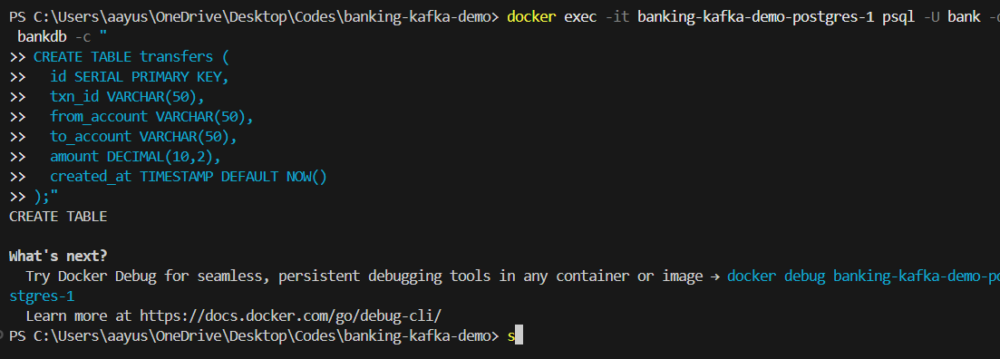 PS C:\Users\aayus\OneDrive\Desktop\Codes\banking-kafka-demo> docker exec -it banking-kafka-demo-postgres-1 psql -U bank -d
bankdb -c "
>> CREATE TABLE transfers (
>>   id SERIAL PRIMARY KEY,
>>   txn_id VARCHAR(50),
>>   from_account VARCHAR(50),
>>   to_account VARCHAR(50),
>>   amount DECIMAL(10,2),
>>   created_at TIMESTAMP DEFAULT NOW()
>> );"
CREATE TABLE
What's next?
Try Docker Debug for seamless, persistent debugging tools in any container or image → docker debug banking-kafka-demo-po
stgres-1
Learn more at https://docs.docker.com/go/debug-cli/
PS C:\Users\aayus\OneDrive\Desktop\Codes\banking-kafka-demo> s